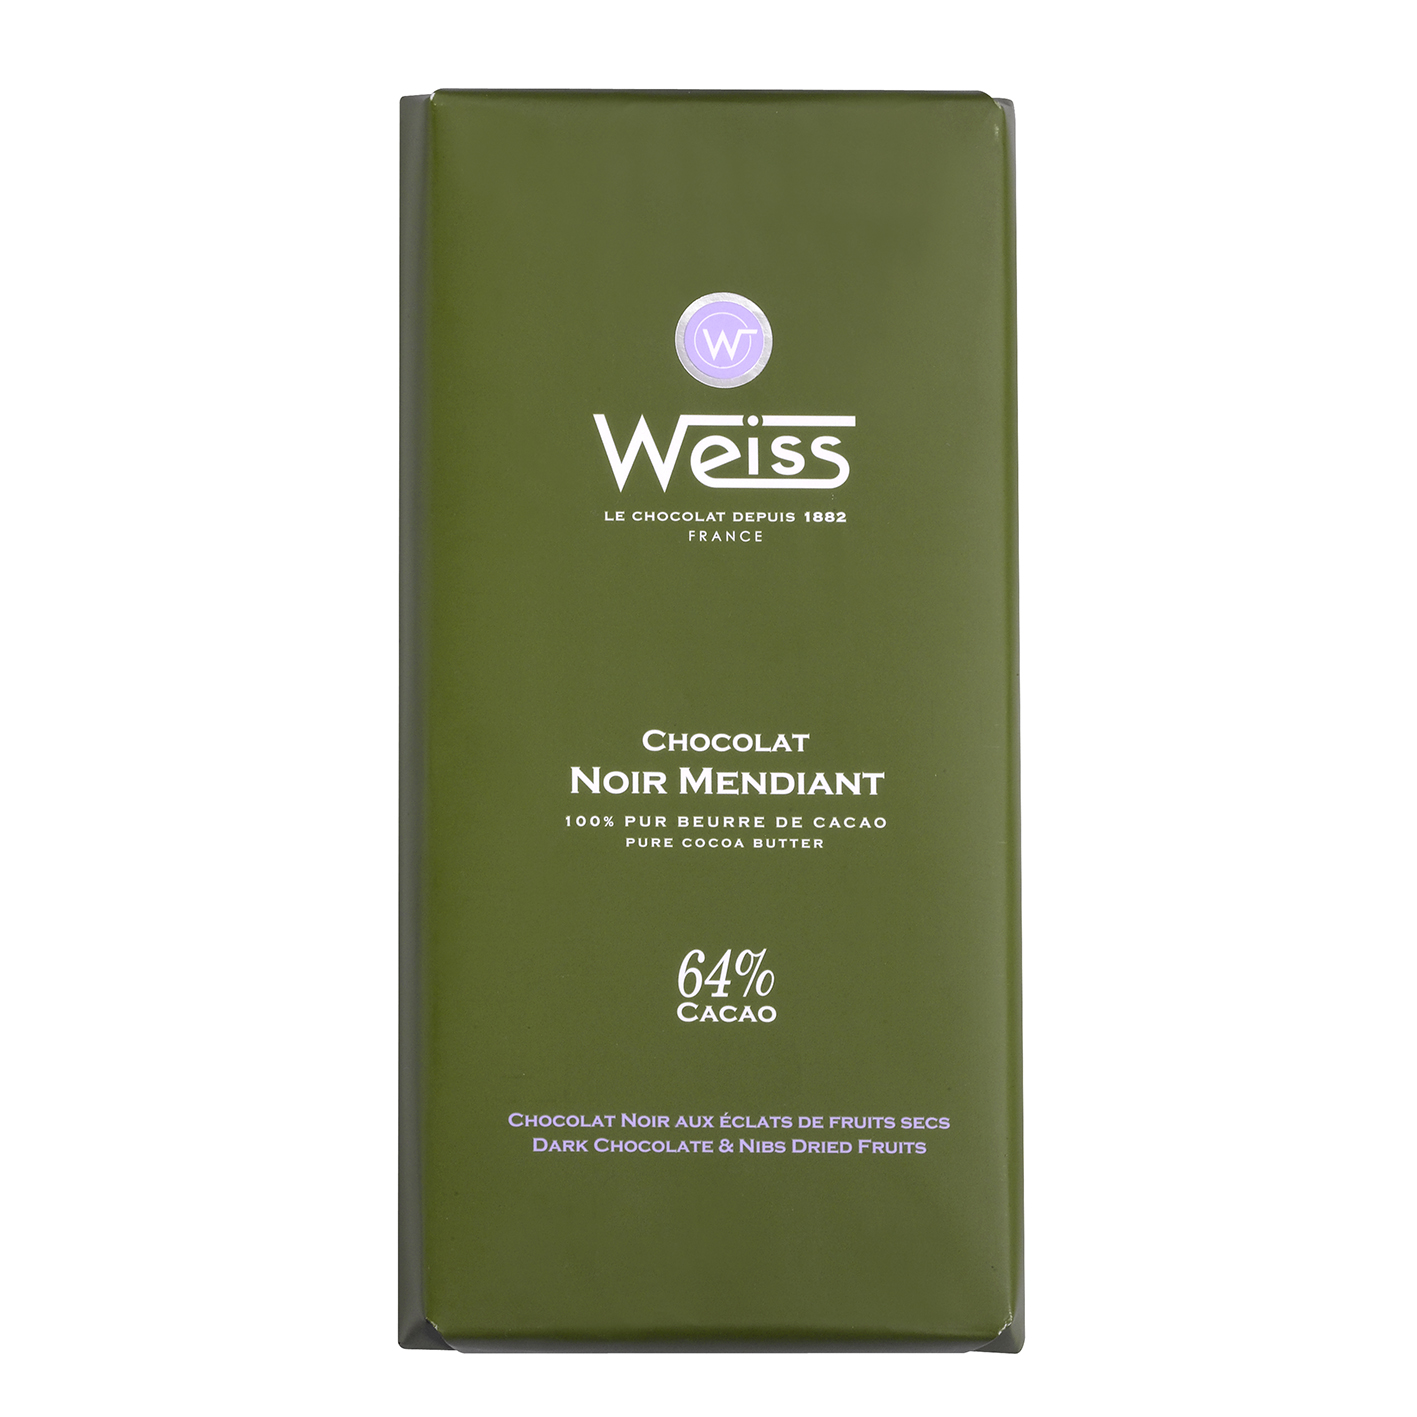 W
Weiss
LE CHOCOLAT DEPUIS 1882
FRANCE
CHOCOLAT
NOIR MENDIANT
100% PUR BEURRE DE CACAO
PURE COCOA BUTTER
64%
CACAO
CHOCOLAT NOIR AUX ÉCLATS DE FRUITS SECS
DARK CHOCOLATE & NIBS DRIED FRUITS